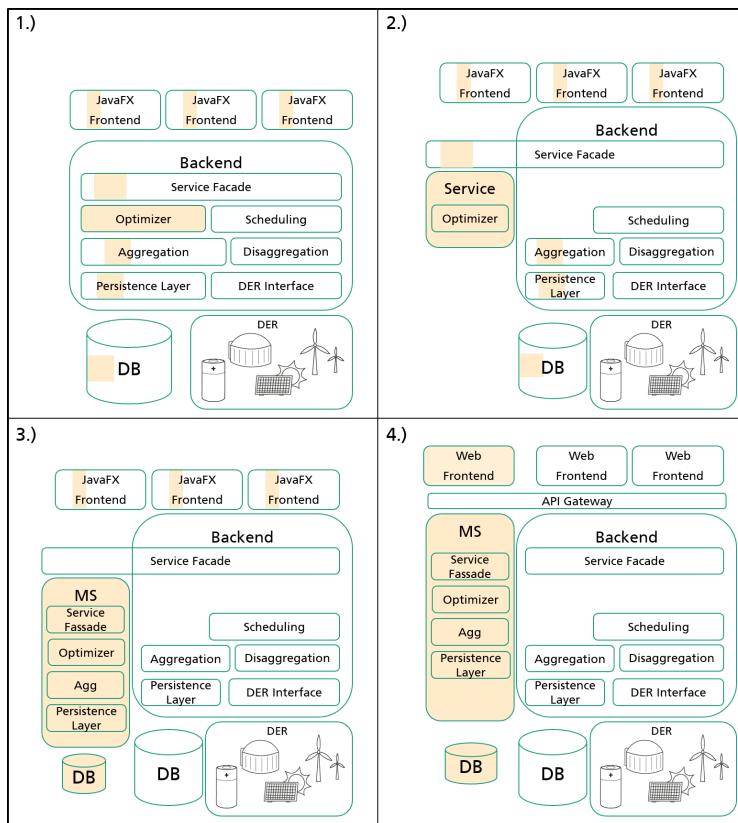 1.)
JavaFX
Frontend
JavaFX
Frontend
JavaFX
Frontend
Backend
Service Facade
Optimizer
Scheduling
Aggregation
Disaggregation
Persistence Layer
DER Interface
DB
DER
+
2.)
JavaFX
Frontend
JavaFX
Frontend
JavaFX
Frontend
Backend
Service Facade
Service
Optimizer
Scheduling
Aggregation
Disaggregation
Persistence
Layer
DER Interface
DB
DER
+
3.)
JavaFX
Frontend
JavaFX
Frontend
JavaFX
Frontend
Backend
Service Facade
MS
Service
Fassade
Optimizer
Agg
Persistence
Layer
Scheduling
Aggregation
Disaggregation
Persistence
Layer
DER Interface
DB
DB
DER
+
4.)
Web
Frontend
Web
Frontend
Web
Frontend
API Gateway
MS
Service
Fassade
Optimizer
Agg
Persistence
Layer
Backend
Service Facade
Scheduling
Aggregation
Disaggregation
Persistence
Layer
DER Interface
DB
DB
DER
+